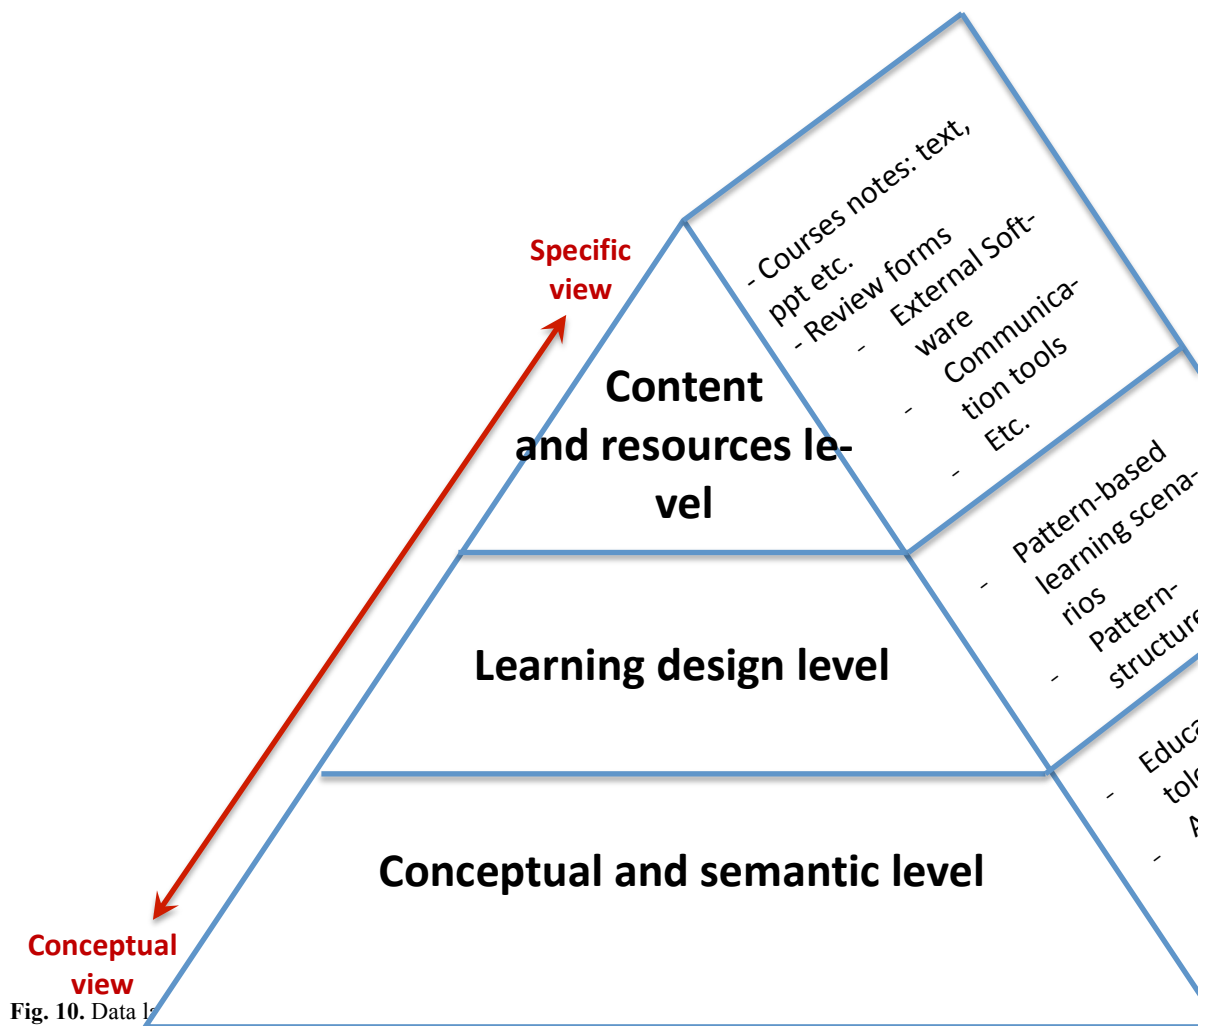 Specific
view
Content
and resources le-
vel
Learning design level
Conceptual and semantic level
Conceptual
view
- Courses notes: text,
ppt etc.
- Review forms
- External Soft-
ware
- Communica-
tion tools
- Etc.
- Pattern-based
learning scena-
rios
- Pattern-
structure
-
-
Fig. 10. Data